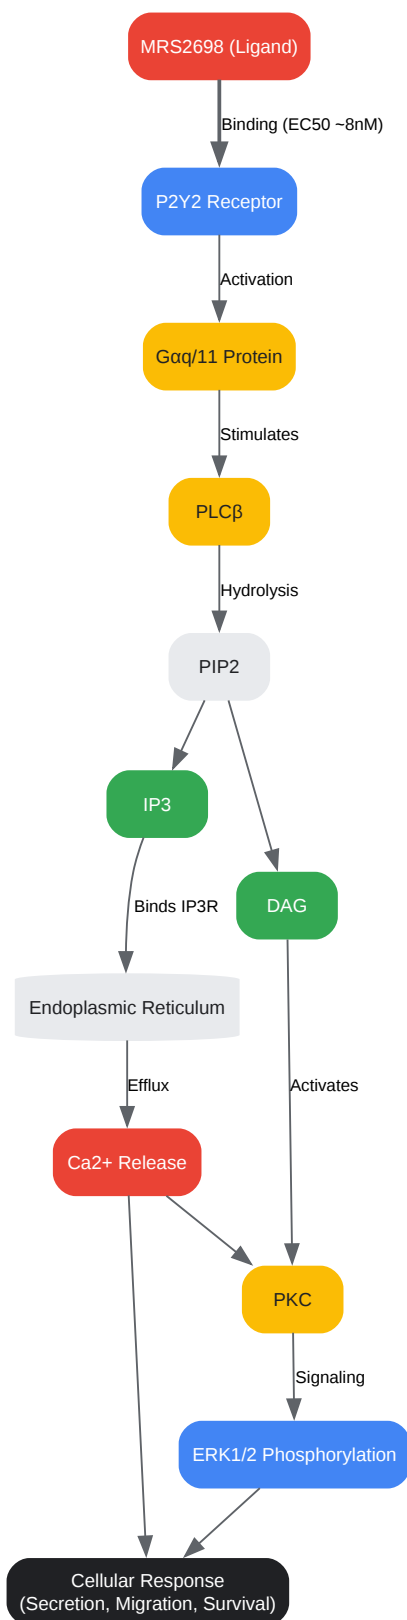 MRS2698 (Ligand)
Binding (EC50 ~8nM)
P2Y2 Receptor
Activation
Gαq/11 Protein
Stimulates
PLCβ
Hydrolysis
PIP2
IP3
DAG
Binds IP3R
Endoplasmic Reticulum
Efflux
Activates
Ca2+ Release
PKC
Signaling
ERK1/2 Phosphorylation
Cellular Response
(Secretion, Migration, Survival)